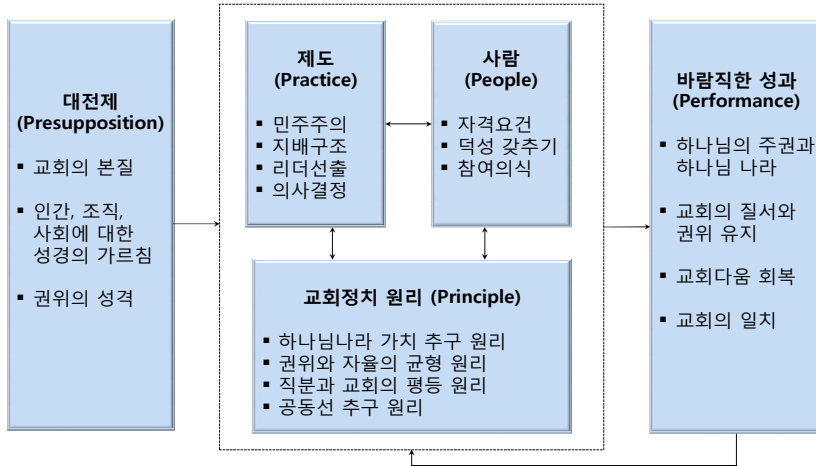 대전제
(Presupposition)
▪ 교회의 본질
▪ 인간, 조직,
사회에 대한
성경의 가르침
▪ 권위의 성격
제도
(Practice)
▪ 민주주의
▪ 지배구조
▪ 리더선출
▪ 의사결정
사람
(People)
▪ 자격요건
▪ 덕성 갖추기
▪ 참여의식
교회정치 원리 (Principle)
▪ 하나님나라 가치 추구 원리
▪ 권위와 자율의 균형 원리
▪ 직분과 교회의 평등 원리
▪ 공동선 추구 원리
바람직한 성과
(Performance)
▪ 하나님의 주권과
하나님 나라
▪ 교회의 질서와
권위 유지
▪ 교회다움 회복
▪ 교회의 일치